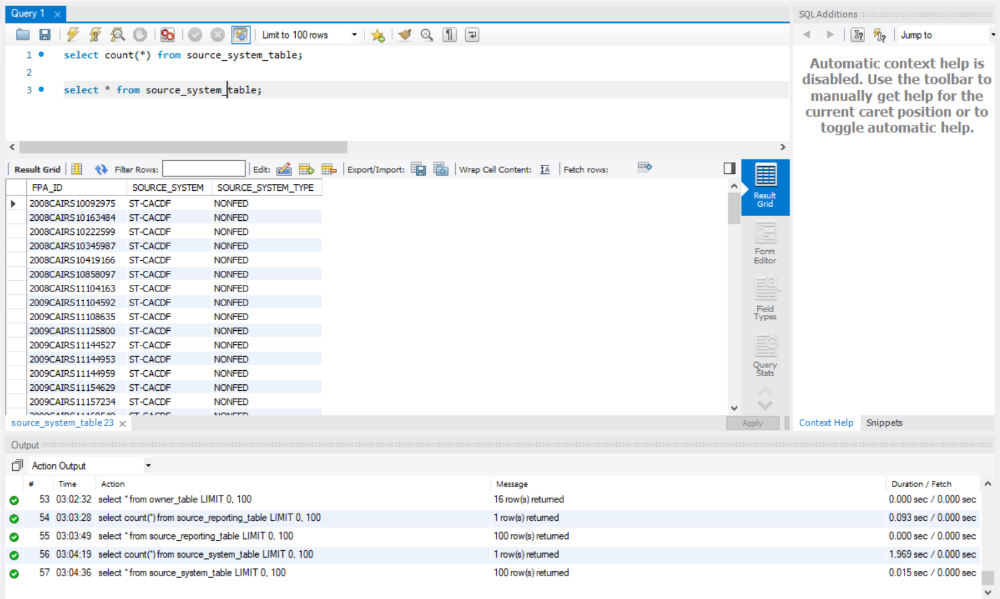 Query 1
SQLAdditions
Limit to 100 rows
Jump to
1 select count(*) from source_system_table;
2
3 select * from source_system_table;
Automatic context help is
disabled. Use the toolbar to
manually get help for the
current caret position or to
toggle automatic help.
Result Grid Filter Rows: Edit: Export/Import: Wrap Cell Content: Fetch rows:
FPA_ID SOURCE_SYSTEM SOURCE_SYSTEM_TYPE
2008CAIRS10092975 ST-CACDF NONFED
2008CAIRS10163484 ST-CACDF NONFED
2008CAIRS10222599 ST-CACDF NONFED
2008CAIRS10345987 ST-CACDF NONFED
2008CAIRS10419166 ST-CACDF NONFED
2008CAIRS10858097 ST-CACDF NONFED
2008CAIRS11104163 ST-CACDF NONFED
2009CAIRS11104592 ST-CACDF NONFED
2009CAIRS11108635 ST-CACDF NONFED
2009CAIRS11125800 ST-CACDF NONFED
2009CAIRS11144527 ST-CACDF NONFED
2009CAIRS11144953 ST-CACDF NONFED
2009CAIRS11144959 ST-CACDF NONFED
2009CAIRS11154629 ST-CACDF NONFED
2009CAIRS11157234 ST-CACDF NONFED
ST-CACDF NONFED
Result
Grid
Form
Editor
Field
Types
Query
Stats
source_system_table 23
Apply
Context Help Snippets
Output
Action Output
# Time Action Message Duration / Fetch
53 03:02:32 select * from owner_table LIMIT 0, 100 16 row(s) returned 0.000 sec / 0.000 sec
54 03:03:28 select count(*) from source_reporting_table LIMIT 0, 100 1 row(s) returned 0.093 sec / 0.000 sec
55 03:03:49 select * from source_reporting_table LIMIT 0, 100 100 row(s) returned 0.000 sec / 0.000 sec
56 03:04:19 select count(*) from source_system_table LIMIT 0, 100 1 row(s) returned 1.969 sec / 0.000 sec
57 03:04:36 select * from source_system_table LIMIT 0, 100 100 row(s) returned 0.015 sec / 0.000 sec